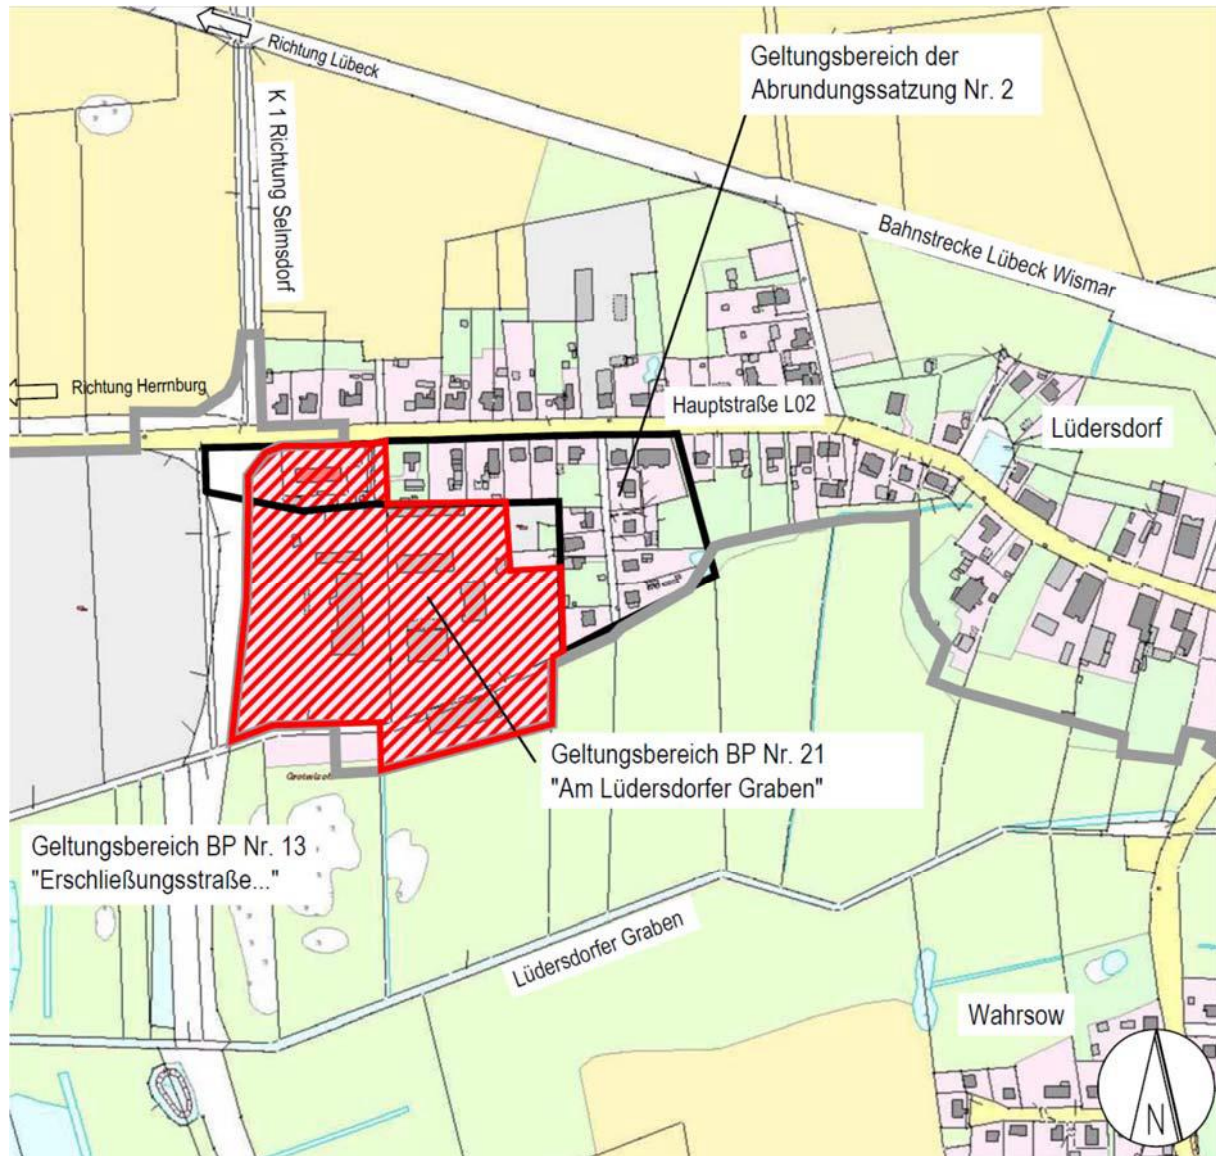 Richtung Lübeck
Geltungsbereich der
Abrundungssatzung Nr. 2
K 1 Richtung Selmsdorf
Bahnstrecke Lübeck Wismar
Richtung Herrnburg
Hauptstraße L02
Lüdersdorf
Geltungsbereich BP Nr. 21
"Am Lüdersdorfer Graben"
Geltungsbereich BP Nr. 13
"Erschließungsstraße..."
Lüdersdorfer Graben
Wahrsow
N